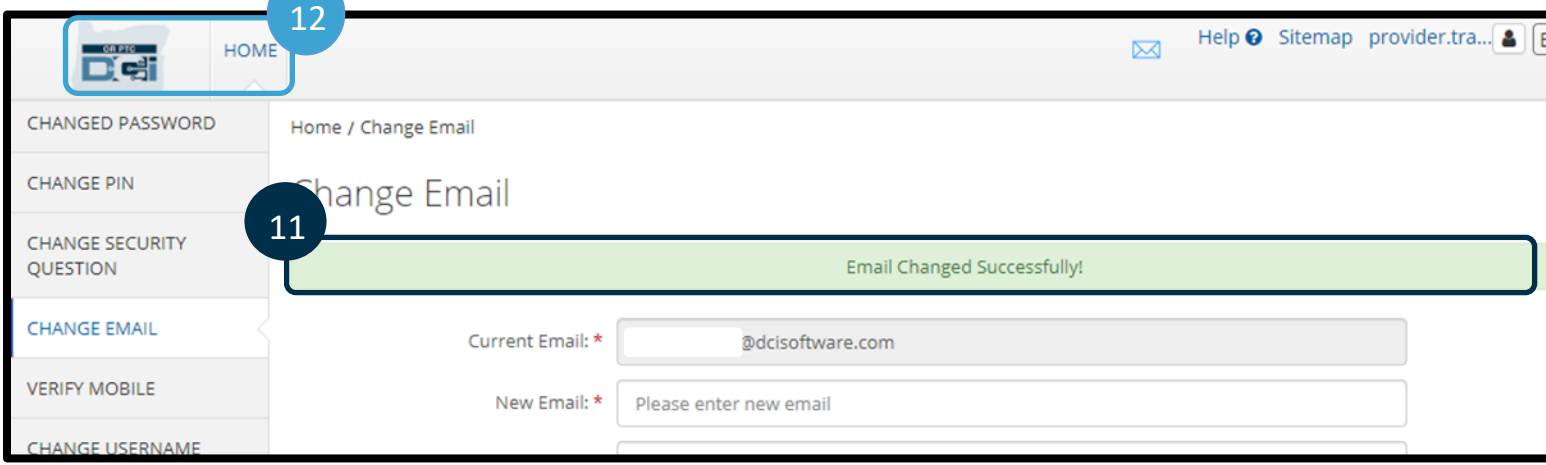 12
OR PTC
DCi
HOME
Help ? Sitemap provider.tra...
CHANGED PASSWORD
CHANGE PIN
CHANGE SECURITY
QUESTION
CHANGE EMAIL
VERIFY MOBILE
CHANGE USERNAME
Home / Change Email
Change Email
11
Email Changed Successfully!
Current Email: * @dcisoftware.com
New Email: * Please enter new email